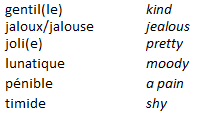 gentil(le) kind
jaloux/jalouse jealous
joli(e) pretty
lunatique moody
pénible a pain
timide shy